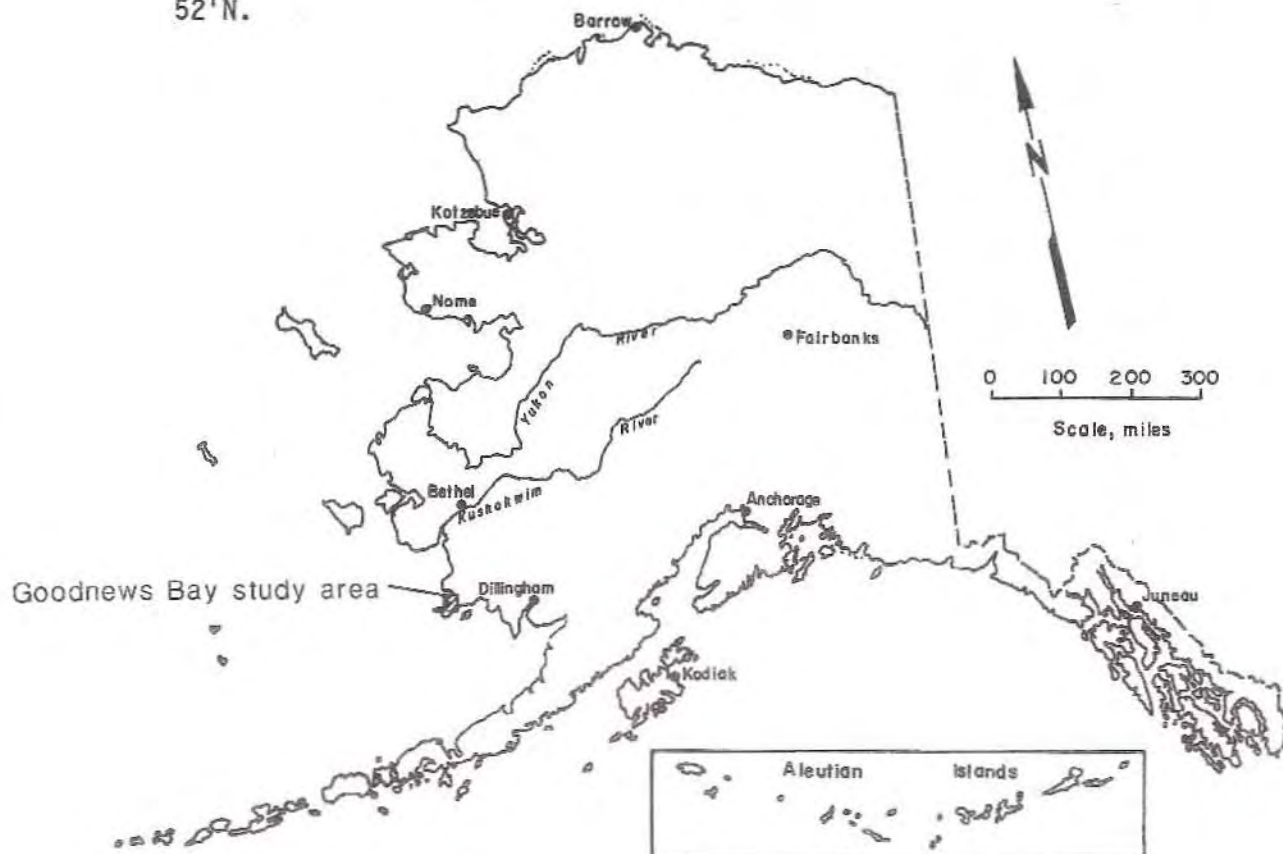 52'N.
Barrow
N
Kotzebue
Nome
River
Fairbanks
0 100 200 300
Scale, miles
Yukon
River
Bethel
Kuskokwim
Anchorage
Goodnews Bay study area
Dillingham
Juneau
Kodiak
Aleutian Islands